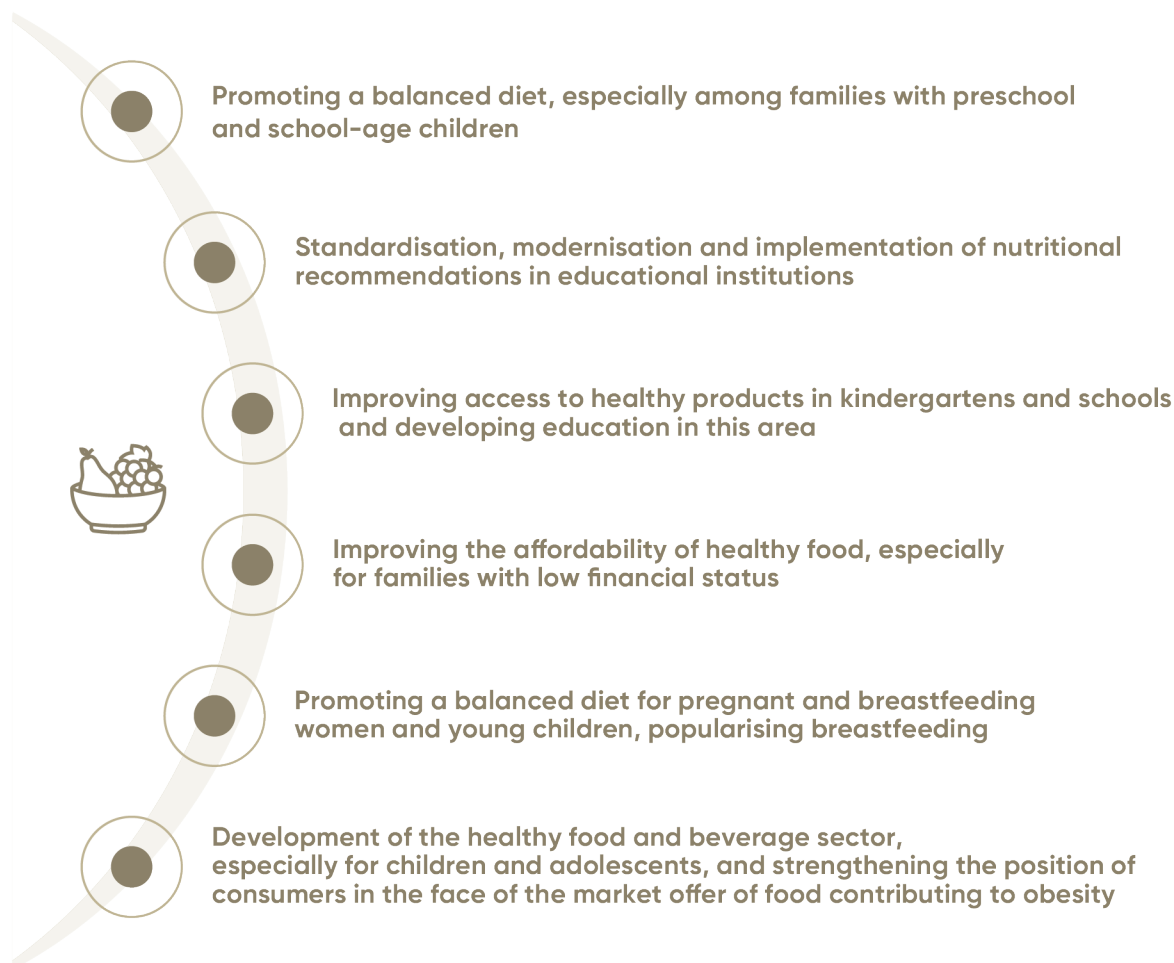 Promoting a balanced diet, especially among families with preschool
and school-age children
Standardisation, modernisation and implementation of nutritional
recommendations in educational institutions
Improving access to healthy products in kindergartens and schools
and developing education in this area
Improving the affordability of healthy food, especially
for families with low financial status
Promoting a balanced diet for pregnant and breastfeeding
women and young children, popularising breastfeeding
Development of the healthy food and beverage sector,
especially for children and adolescents, and strengthening the position of
consumers in the face of the market offer of food contributing to obesity